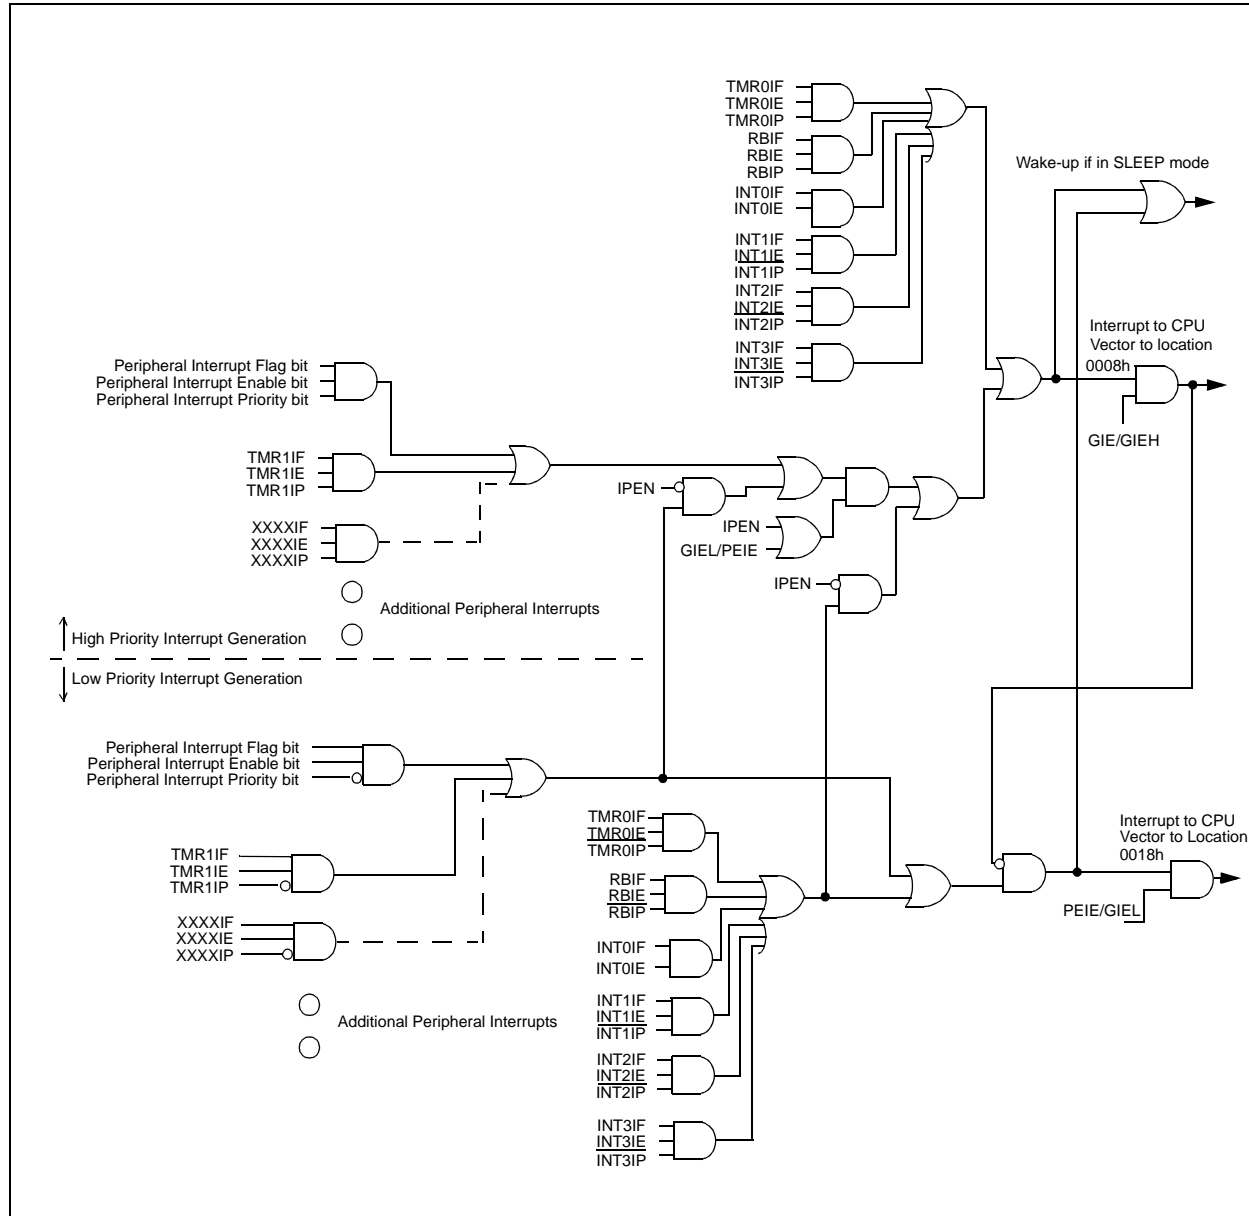 TMR0IF
TMR0IE
TMR0IP
RBIF
RBIE
RBIP
INT0IF
INT0IE
INT1IF
INT1IE
INT1IP
INT2IF
INT2IE
INT2IP
INT3IF
INT3IE
INT3IP
Wake-up if in SLEEP mode
Interrupt to CPU
Vector to location
0008h
GIE/GIEH
Peripheral Interrupt Flag bit
Peripheral Interrupt Enable bit
Peripheral Interrupt Priority bit
TMR1IF
TMR1IE
TMR1IP
XXXXIF
XXXXIE
XXXXIP
IPEN
IPEN
GIEL/PEIE
IPEN
Additional Peripheral Interrupts
High Priority Interrupt Generation
Low Priority Interrupt Generation
Peripheral Interrupt Flag bit
Peripheral Interrupt Enable bit
Peripheral Interrupt Priority bit
TMR1IF
TMR1IE
TMR1IP
XXXXIF
XXXXIE
XXXXIP
Additional Peripheral Interrupts
TMR0IF
TMR0IE
TMR0IP
RBIF
RBIE
RBIP
INT0IF
INT0IE
INT1IF
INT1IE
INT1IP
INT2IF
INT2IE
INT2IP
INT3IF
INT3IE
INT3IP
Interrupt to CPU
Vector to Location
0018h
PEIE/GIEL